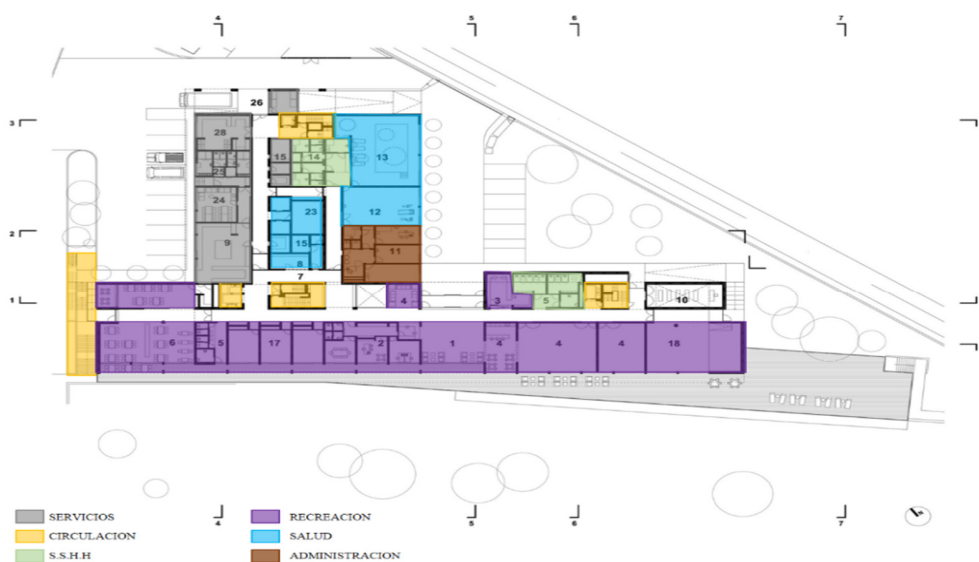 4 5 6 7
26
3 3
28
15 14 13
25
24
23 12
9
2 2
11
15
8
7
1 4 3 5 10
6 5 17 2 1 4 4 4 18
4 5 6 7
SERVICIOS RECREACION
CIRCULACION SALUD
S.S.H.H ADMINISTRACION